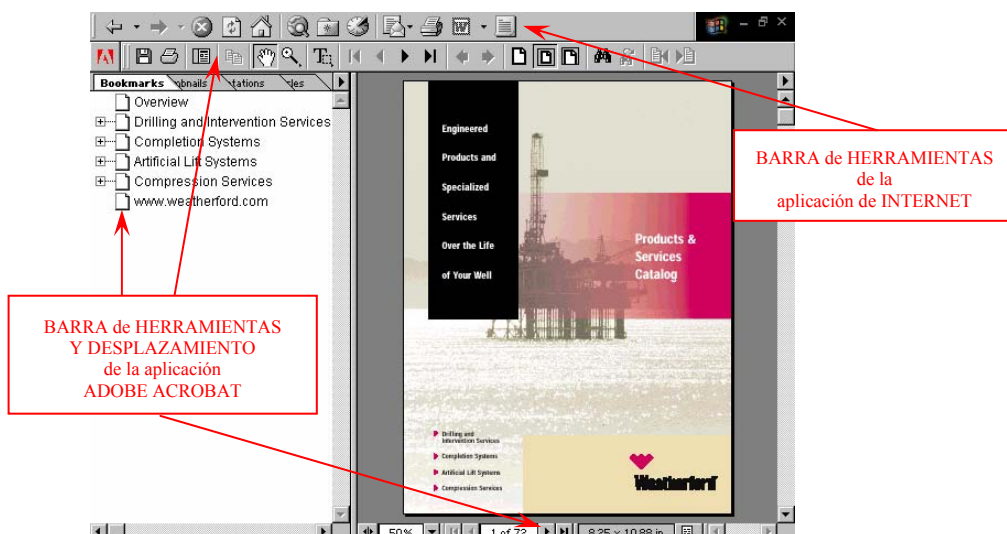 Bookmarks
Overview
Drilling and Intervention Services
Completion Systems
Artificial Lift Systems
Compression Services
www.weatherford.com
Engineered
Products and
Specialized
Services
Over the Life
of Your Well
Products &
Services
Catalog
Drilling and
Intervention Services
Completion Systems
Artificial Lift Systems
Compression Services
Weatherford
BARRA de HERRAMIENTAS
de la
aplicación de INTERNET
BARRA de HERRAMIENTAS
Y DESPLAZAMIENTO
de la aplicación
ADOBE ACROBAT
50%
1 of 72
8.25 x 10.88 in